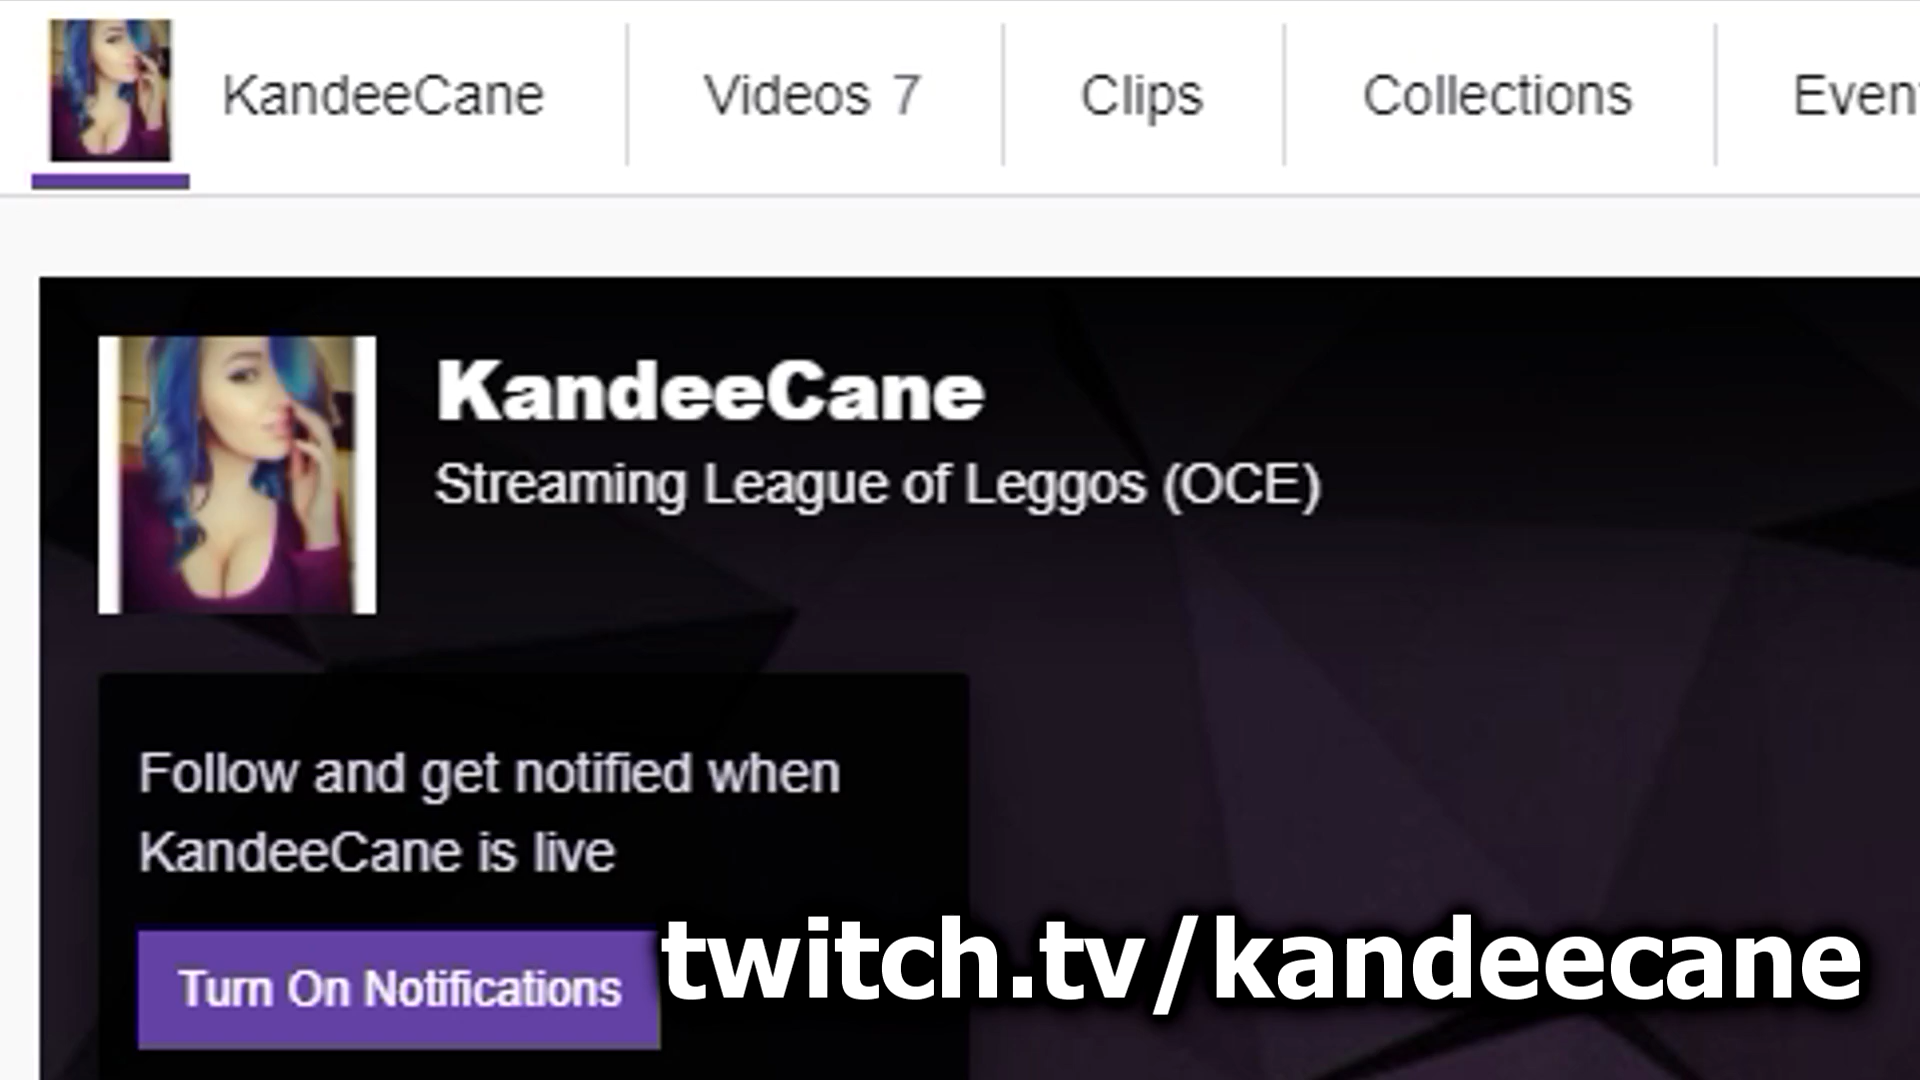 KandeeCane Videos 7 Clips Collections
KandeeCane
Streaming League of Leggos (OCE)
Follow and get notified when
KandeeCane is live
Turn On Notifications
twitch.tv/kandeecane